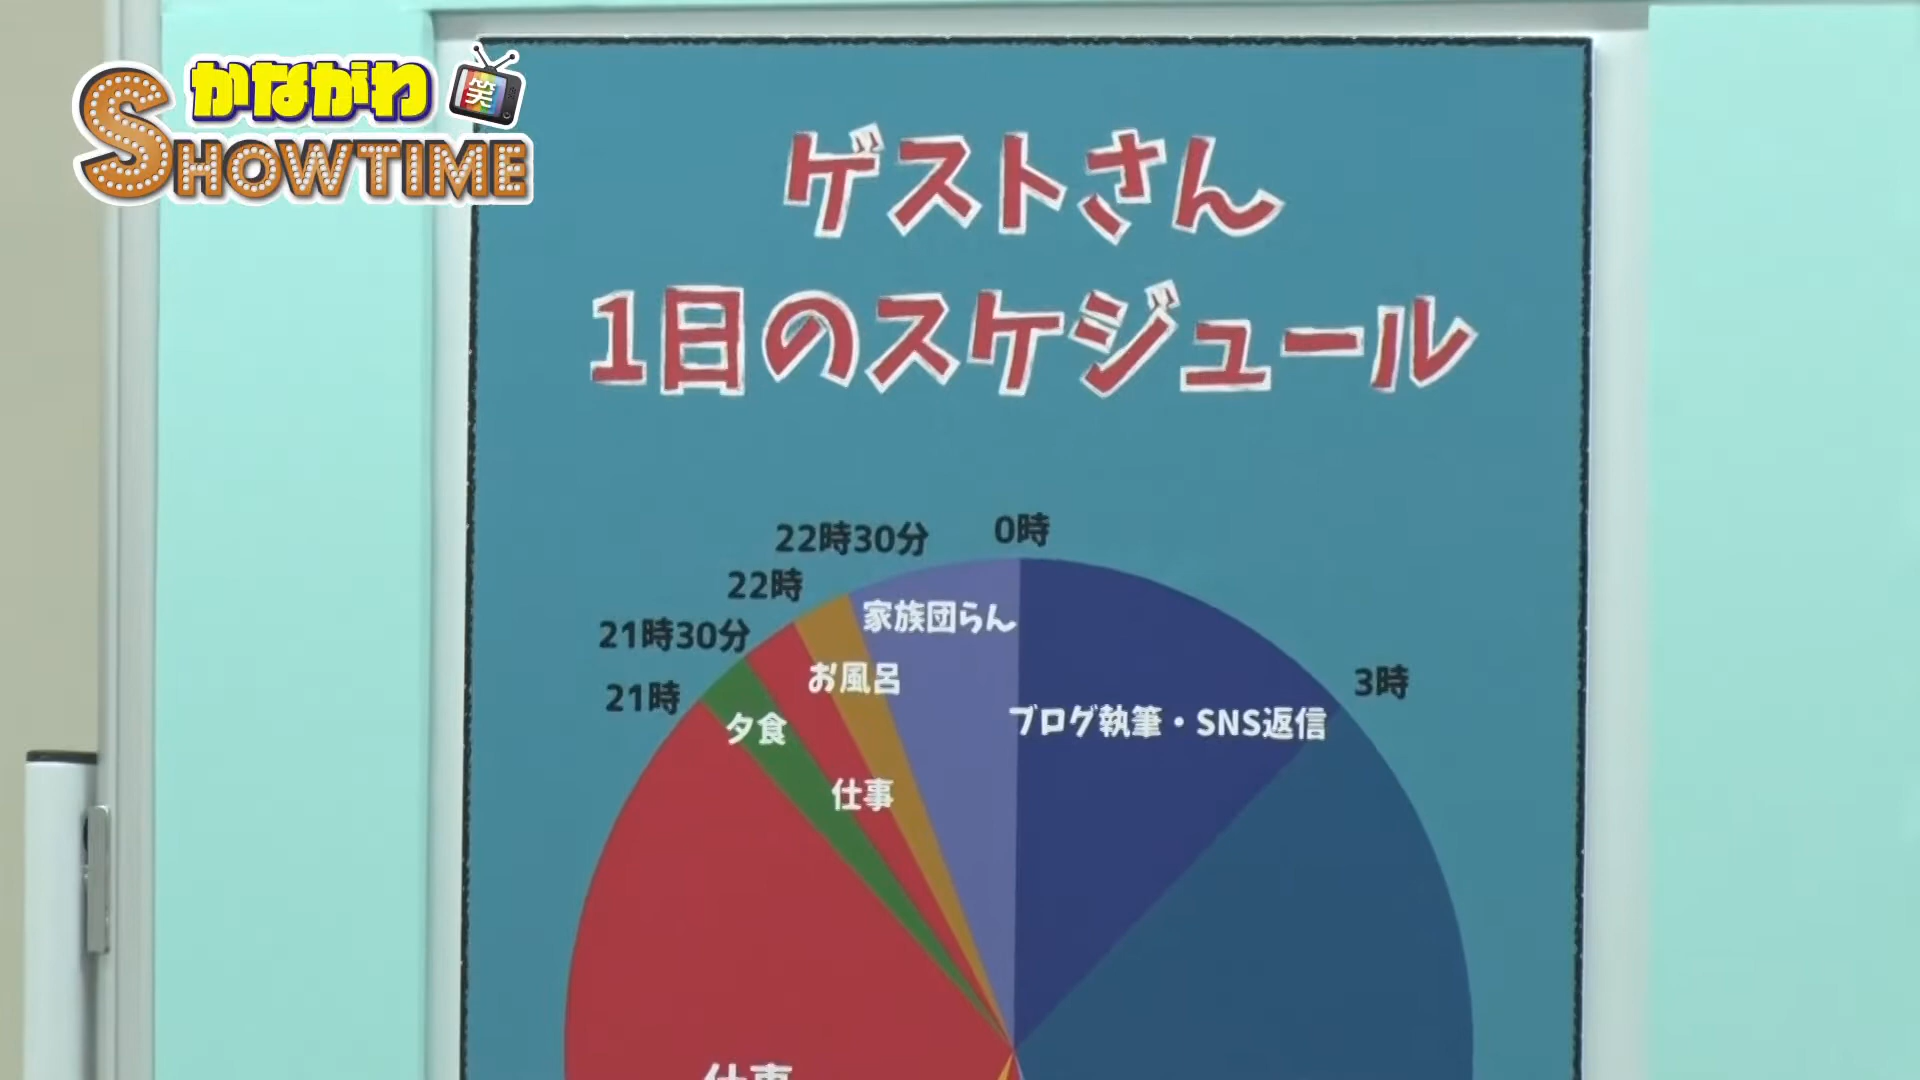 かながわ
笑
SHOWTIME
ゲストさん
1日のスケジュール
0時
22時30分
22時
21時30分
21時
3時
家族団らん
お風呂
ブログ執筆・SNS返信
夕食
仕事
仕事